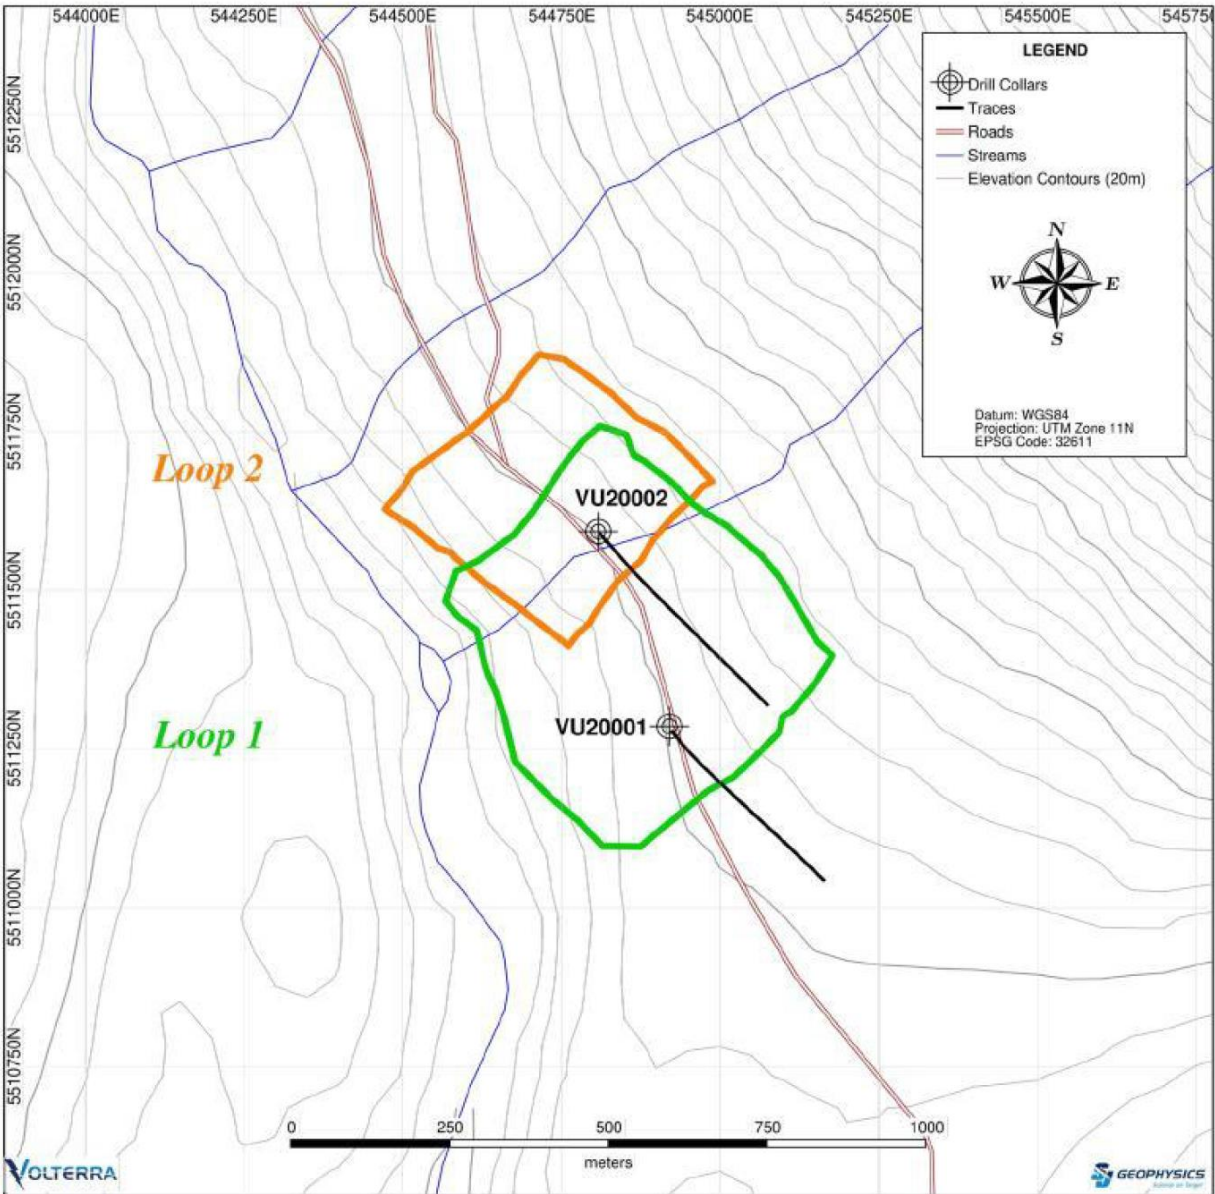 544000E 544250E 544500E 544750E 545000E 545250E 545500E 54575
5512250N
5512000N
5511750N
5511500N
5511250N
5511000N
5510750N
LEGEND
Drill Collars
Traces
Roads
Streams
Elevation Contours (20m)
N
W E
S
Datum: WGS84
Projection: UTM Zone 11N
EPSG Code: 32611
Loop 2
VU20002
Loop 1
VU20001
0 250 500 750 1000
meters
VOLTERRA
GEOPHYSICS